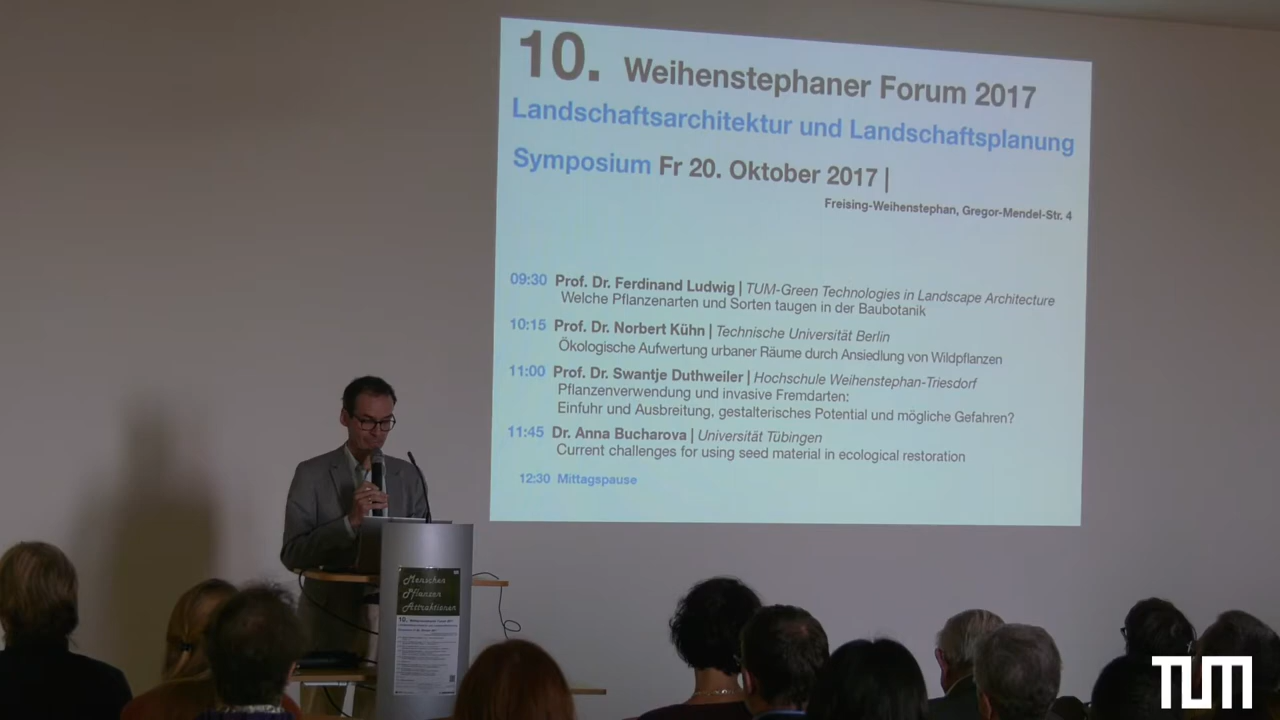 10. Weihenstephaner Forum 2017
Landschaftsarchitektur und Landschaftsplanung
Symposium Fr 20. Oktober 2017 |
Freising-Weihenstephan, Gregor-Mendel-Str. 4
09:30 Prof. Dr. Ferdinand Ludwig | TUM-Green Technologies in Landscape Architecture
Welche Pflanzenarten und Sorten taugen in der Baubotanik
10:15 Prof. Dr. Norbert Kühn | Technische Universität Berlin
Ökologische Aufwertung urbaner Räume durch Ansiedlung von Wildpflanzen
11:00 Prof. Dr. Swantje Duthweiler | Hochschule Weihenstephan-Triesdorf
Pflanzenverwendung und invasive Fremdarten:
Einfuhr und Ausbreitung, gestalterisches Potential und mögliche Gefahren?
11:45 Dr. Anna Bucharova | Universität Tübingen
Current challenges for using seed material in ecological restoration
12:30 Mittagspause
Menschen
Pflanzen
Attraktionen
10. Weihenstephaner Forum 2017
TUM